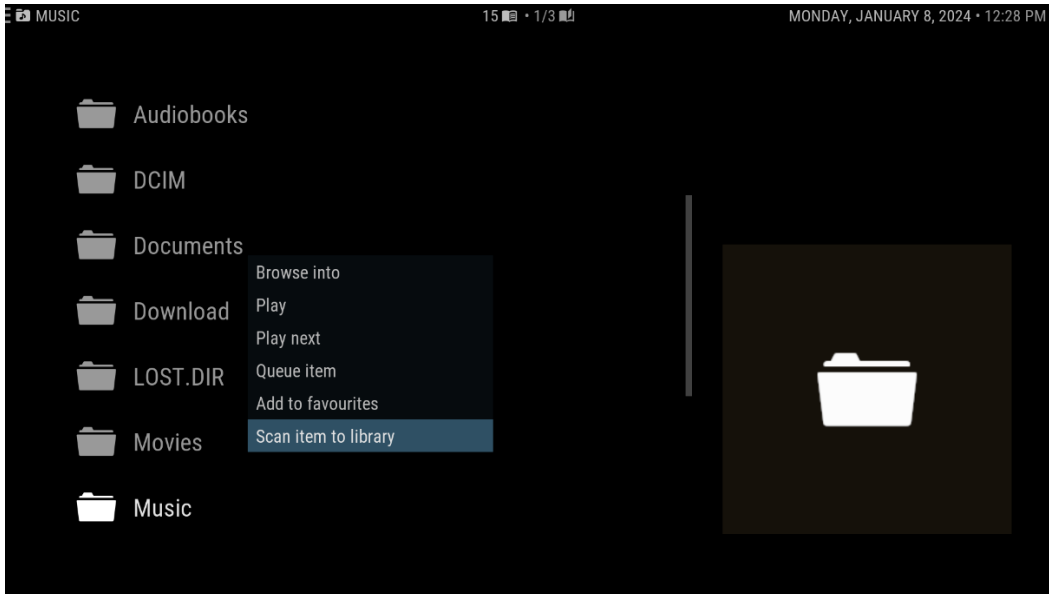 MUSIC
15 • 1/3
MONDAY, JANUARY 8, 2024 • 12:28 PM
Audiobooks
DCIM
Documents
Browse into
Download
Play
Play next
LOST.DIR
Queue item
Add to favourites
Movies
Scan item to library
Music